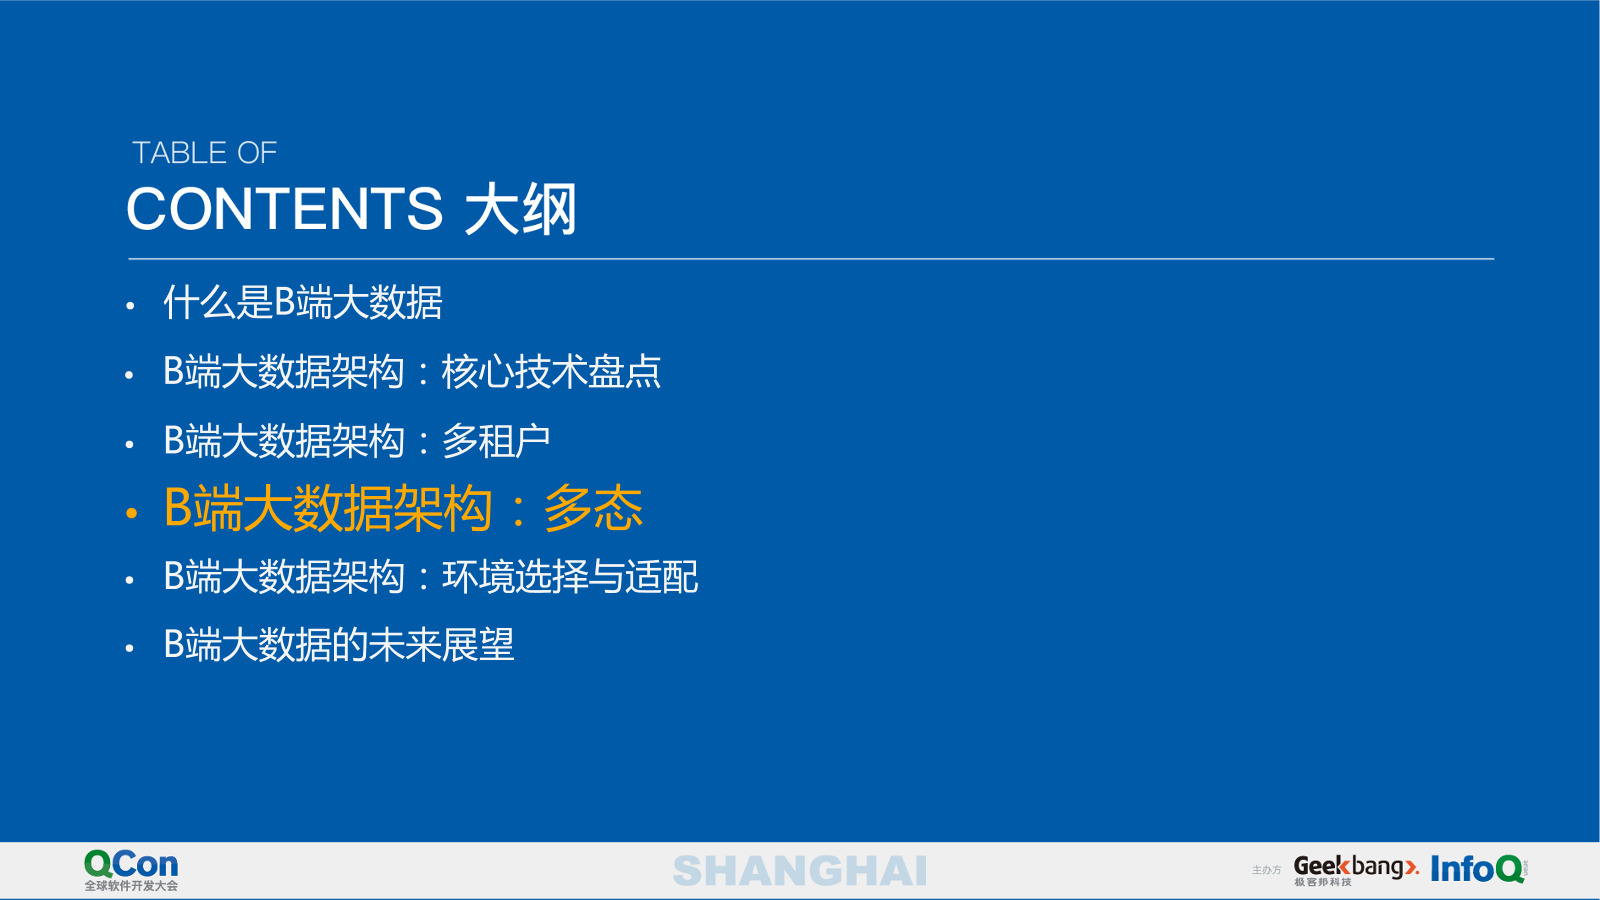 TABLE OF
CONTENTS 大纲
• 什么是B端大数据
• B端大数据架构：核心技术盘点
• B端大数据架构：多租户
• B端大数据架构：多态
• B端大数据架构：环境选择与适配
• B端大数据的未来展望
QCon
全球软件开发大会
SHANGHAI
主办方
Geekbang>.
极客邦科技
InfoQ